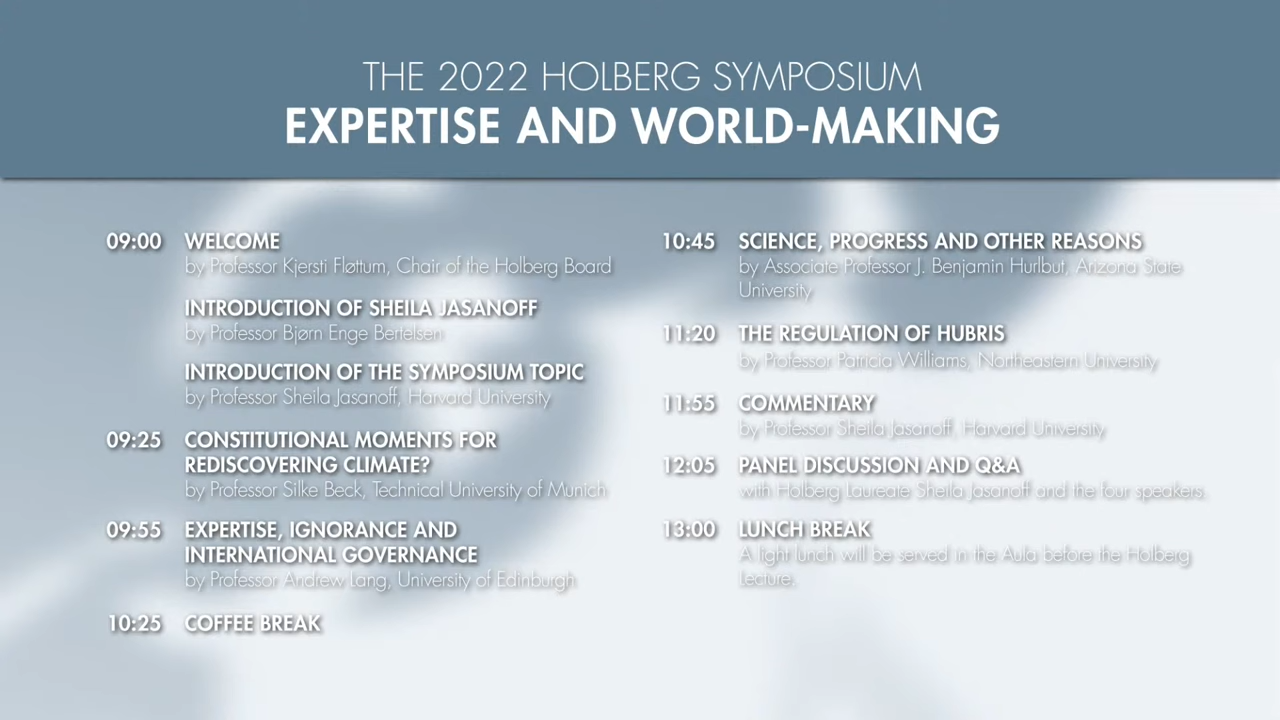 THE 2022 HOLBERG SYMPOSIUM
EXPERTISE AND WORLD-MAKING
09:00 WELCOME
by Professor Kjersti Fløttum, Chair of the Holberg Board
INTRODUCTION OF SHEILA JASANOFF
by Professor Bjørn Enge Bertelsen
INTRODUCTION OF THE SYMPOSIUM TOPIC
by Professor Sheila Jasanoff, Harvard University
09:25 CONSTITUTIONAL MOMENTS FOR
REDISCOVERING CLIMATE?
by Professor Silke Beck, Technical University of Munich
09:55 EXPERTISE, IGNORANCE AND
INTERNATIONAL GOVERNANCE
by Professor Andrew Lang, University of Edinburgh
10:25 COFFEE BREAK
10:45 SCIENCE, PROGRESS AND OTHER REASONS
by Associate Professor J. Benjamin Hurlbut, Arizona State
University
11:20 THE REGULATION OF HUBRIS
by Professor Patricia Williams, Northeastern University
11:55 COMMENTARY
by Professor Sheila Jasanoff, Harvard University
12:05 PANEL DISCUSSION AND Q&A
with Holberg Laureate Sheila Jasanoff and the four speakers.
13:00 LUNCH BREAK
A light lunch will be served in the Aula before the Holberg
Lecture.